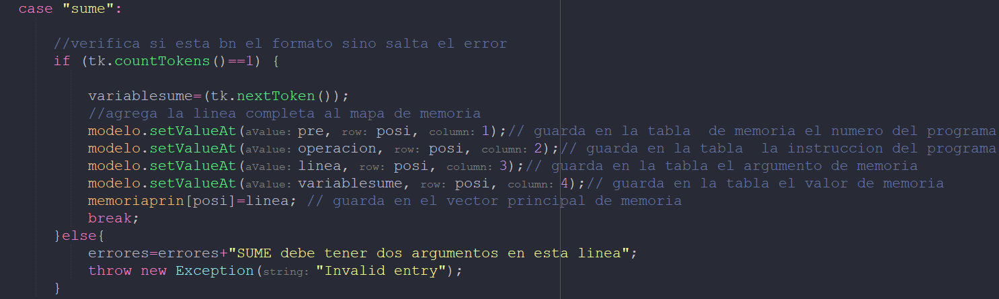 case "sume":
//verifica si esta bn el formato sino salta el error
if (tk.countTokens()==1) {
variablesume=(tk.nextToken());
//agrega la linea completa al mapa de memoria
modelo.setValueAt(aValue: pre, row: posi, column: 1);// guarda en la tabla  de memoria el numero del programa
modelo.setValueAt(aValue: operacion, row: posi, column: 2);// guarda en la tabla  la instruccion del programa
modelo.setValueAt(aValue: linea, row: posi, column: 3);// guarda en la tabla el argumento de memoria
modelo.setValueAt(aValue: variablesume, row: posi, column: 4);// guarda en la tabla el valor de memoria
memoriaprin[posi]=linea; // guarda en el vector principal de memoria
break;
}else{
errores=errores+"SUME debe tener dos argumentos en esta linea";
throw new Exception(string: "Invalid entry");
}